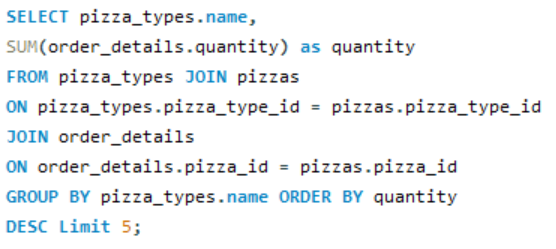 SELECT pizza_types.name,
SUM(order_details.quantity) as quantity
FROM pizza_types JOIN pizzas
ON pizza_types.pizza_type_id = pizzas.pizza_type_id
JOIN order_details
ON order_details.pizza_id = pizzas.pizza_id
GROUP BY pizza_types.name ORDER BY quantity
DESC Limit 5;